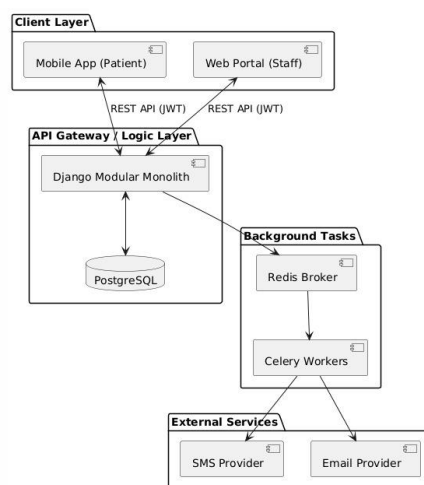 Client Layer
Mobile App (Patient)
Web Portal (Staff)
REST API (JWT)
REST API (JWT)
API Gateway / Logic Layer
Django Modular Monolith
PostgreSQL
Background Tasks
Redis Broker
Celery Workers
External Services
SMS Provider
Email Provider